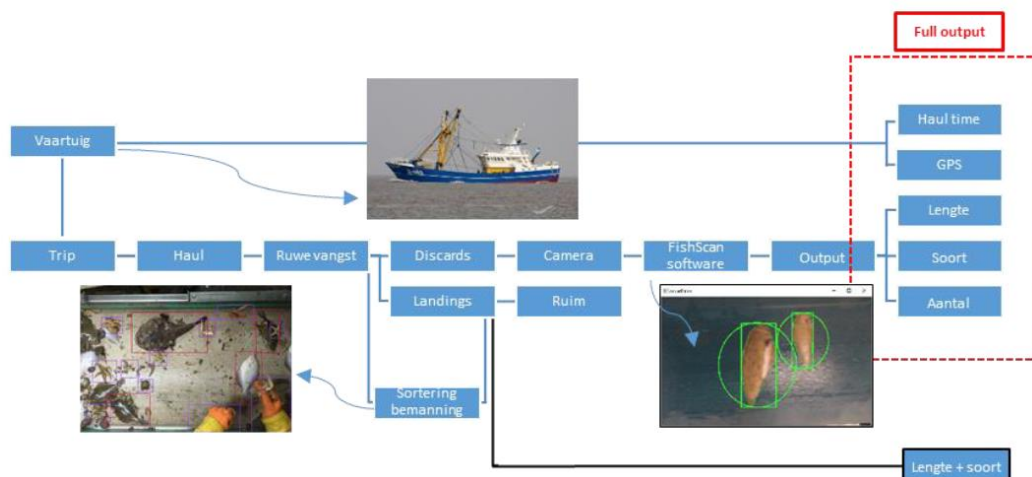 Full output
Haul time
Vaartuig
GPS
Lengte
Trip
Haul
Ruwe vangst
Discards
Camera
FishScan
software
Output
Soort
Landings
Ruim
Aantal
Sortering
bemanning
Lengte + soort